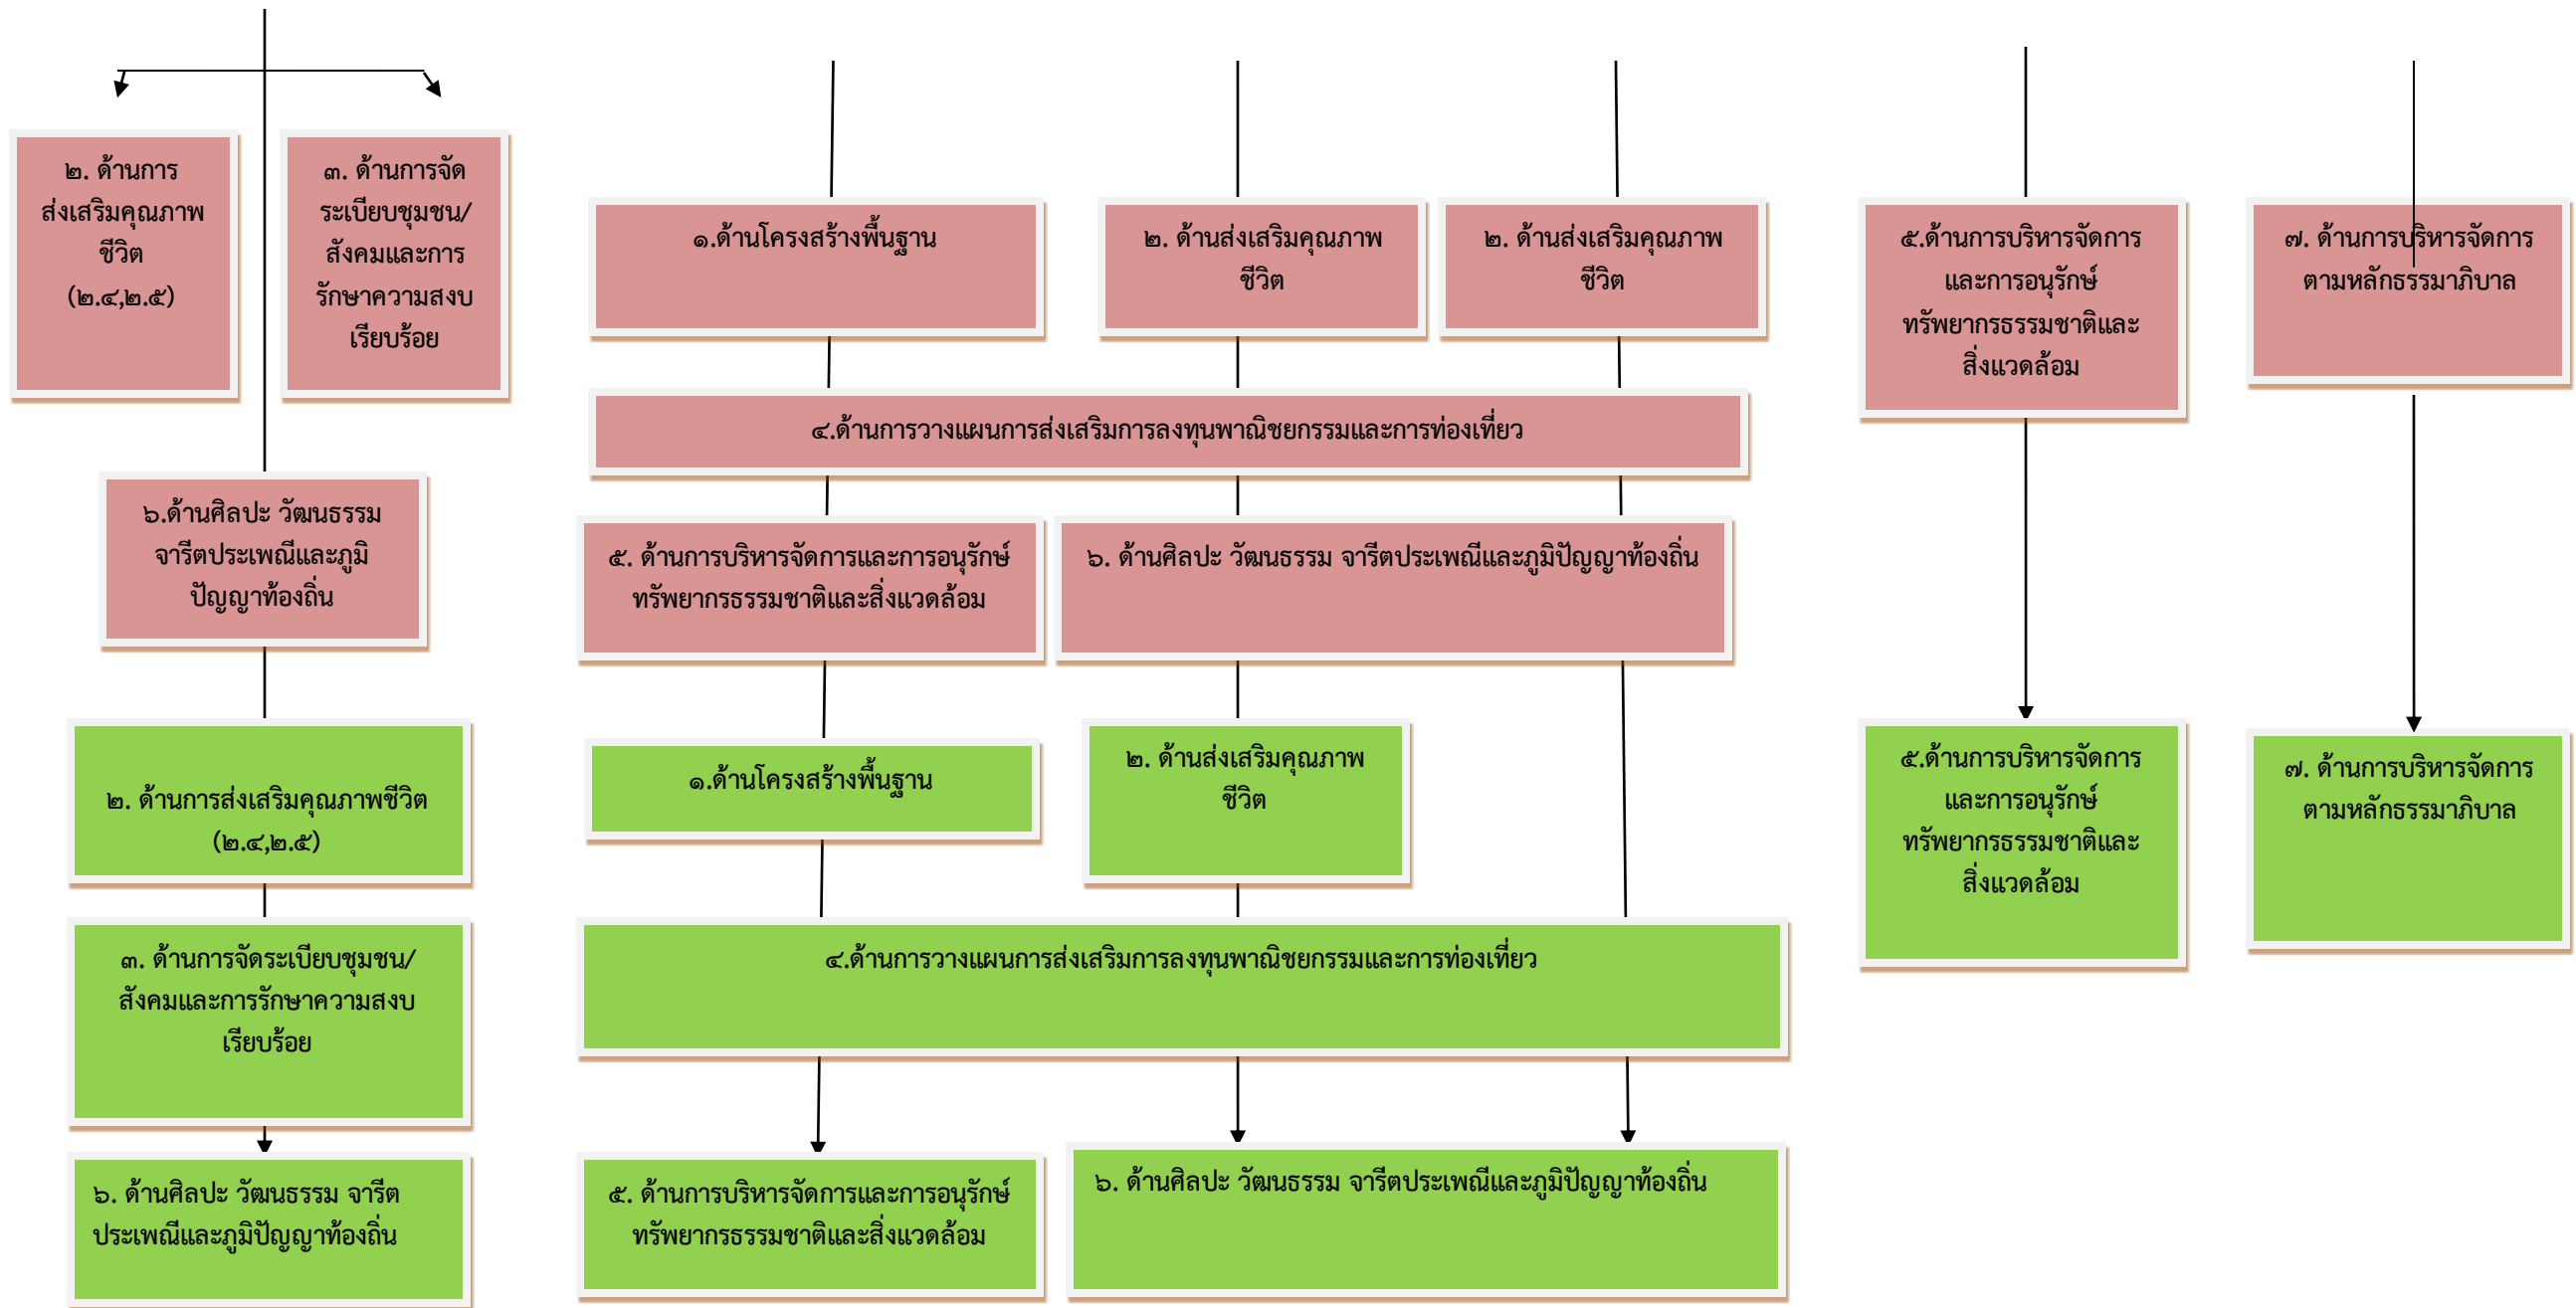 ๒. ด้านการ
ส่งเสริมคุณภาพ
ชีวิต
(๒.๔,๒.๕)
๓. ด้านการจัด
ระเบียบชุมชน/
สังคมและการ
รักษาความสงบ
เรียบร้อย
๑.ด้านโครงสร้างพื้นฐาน
๒. ด้านส่งเสริมคุณภาพ
ชีวิต
๒. ด้านส่งเสริมคุณภาพ
ชีวิต
๕.ด้านการบริหารจัดการ
และการอนุรักษ์
ทรัพยากรธรรมชาติและ
สิ่งแวดล้อม
๗. ด้านการบริหารจัดการ
ตามหลักธรรมาภิบาล
๔.ด้านการวางแผนการส่งเสริมการลงทุนพาณิชยกรรมและการท่องเที่ยว
๖.ด้านศิลปะ วัฒนธรรม
จารีตประเพณีและภูมิ
ปัญญาท้องถิ่น
๕. ด้านการบริหารจัดการและการอนุรักษ์
ทรัพยากรธรรมชาติและสิ่งแวดล้อม
๖. ด้านศิลปะ วัฒนธรรม จารีตประเพณีและภูมิปัญญาท้องถิ่น
๒. ด้านการส่งเสริมคุณภาพชีวิต
(๒.๔,๒.๕)
๑.ด้านโครงสร้างพื้นฐาน
๒. ด้านส่งเสริมคุณภาพ
ชีวิต
๕.ด้านการบริหารจัดการ
และการอนุรักษ์
ทรัพยากรธรรมชาติและ
สิ่งแวดล้อม
๗. ด้านการบริหารจัดการ
ตามหลักธรรมาภิบาล
๓. ด้านการจัดระเบียบชุมชน/
สังคมและการรักษาความสงบ
เรียบร้อย
๔.ด้านการวางแผนการส่งเสริมการลงทุนพาณิชยกรรมและการท่องเที่ยว
๖. ด้านศิลปะ วัฒนธรรม จารีต
ประเพณีและภูมิปัญญาท้องถิ่น
๕. ด้านการบริหารจัดการและการอนุรักษ์
ทรัพยากรธรรมชาติและสิ่งแวดล้อม
๖. ด้านศิลปะ วัฒนธรรม จารีตประเพณีและภูมิปัญญาท้องถิ่น